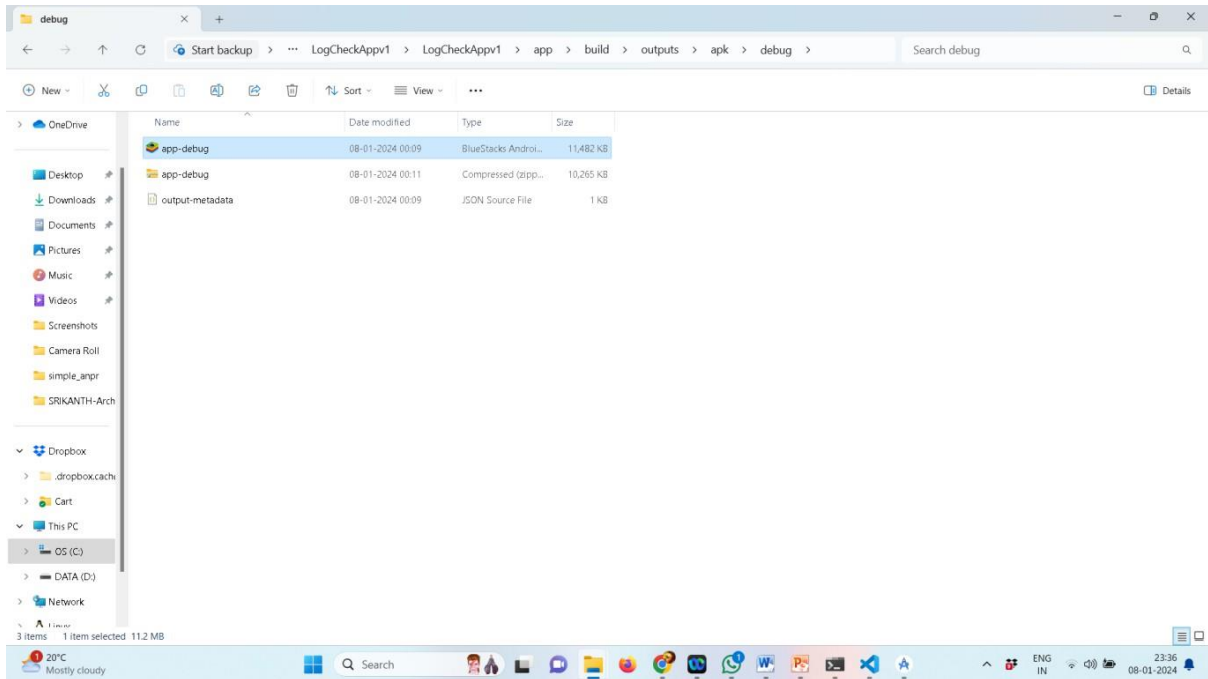 debug
Start backup > ... LogCheckAppv1 > LogCheckAppv1 > app > build > outputs > apk > debug > Search debug
New Sort View ... Details
OneDrive
Desktop
Downloads
Documents
Pictures
Music
Videos
Screenshots
Camera Roll
simple_anpr
SRIKANTH-Arch
Dropbox
.dropbox.cache
Cart
This PC
OS (C:)
DATA (D:)
Network
Linux
Name Date modified Type Size
app-debug 08-01-2024 00:09 BlueStacks Androi... 11,482 KB
app-debug 08-01-2024 00:11 Compressed (zipp... 10,265 KB
output-metadata 08-01-2024 00:09 JSON Source File 1 KB
3 items 1 item selected 11.2 MB
1 20°C
Mostly cloudy
Search
ENG
IN
23:36
08-01-2024